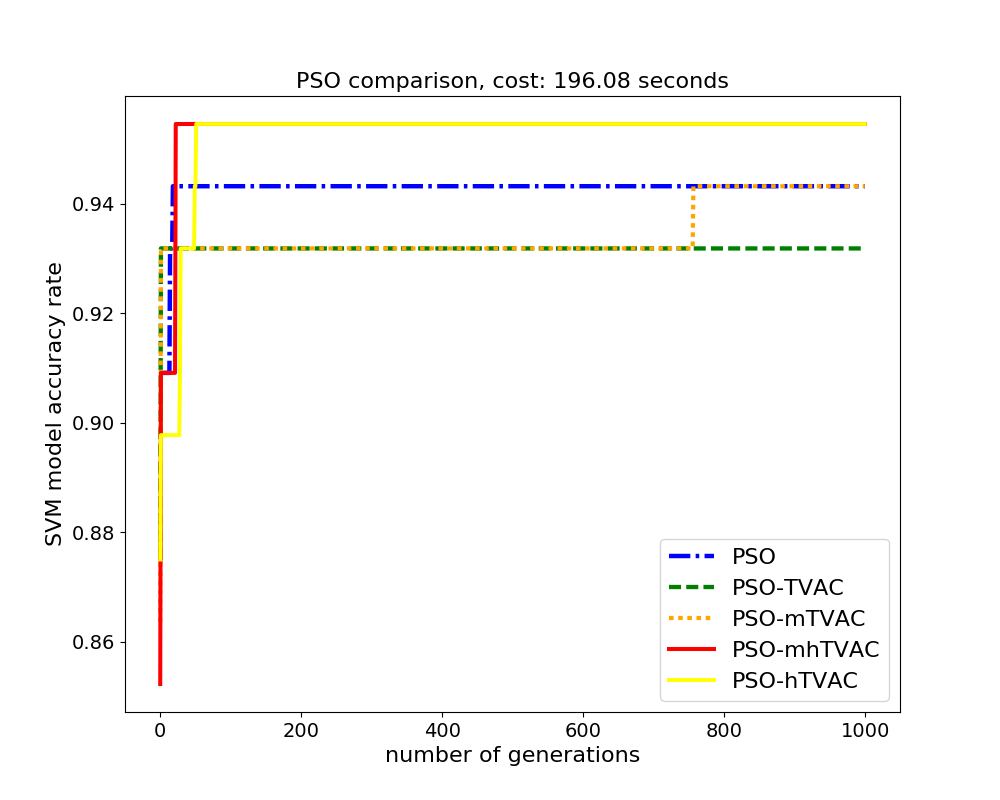 PSO comparison, cost: 196.08 seconds
SVM model accuracy rate
0.94
0.92
0.90
0.88
0.86
PSO
PSO-TVAC
PSO-mTVAC
PSO-mhTVAC
PSO-hTVAC
0 200 400 600 800 1000
number of generations